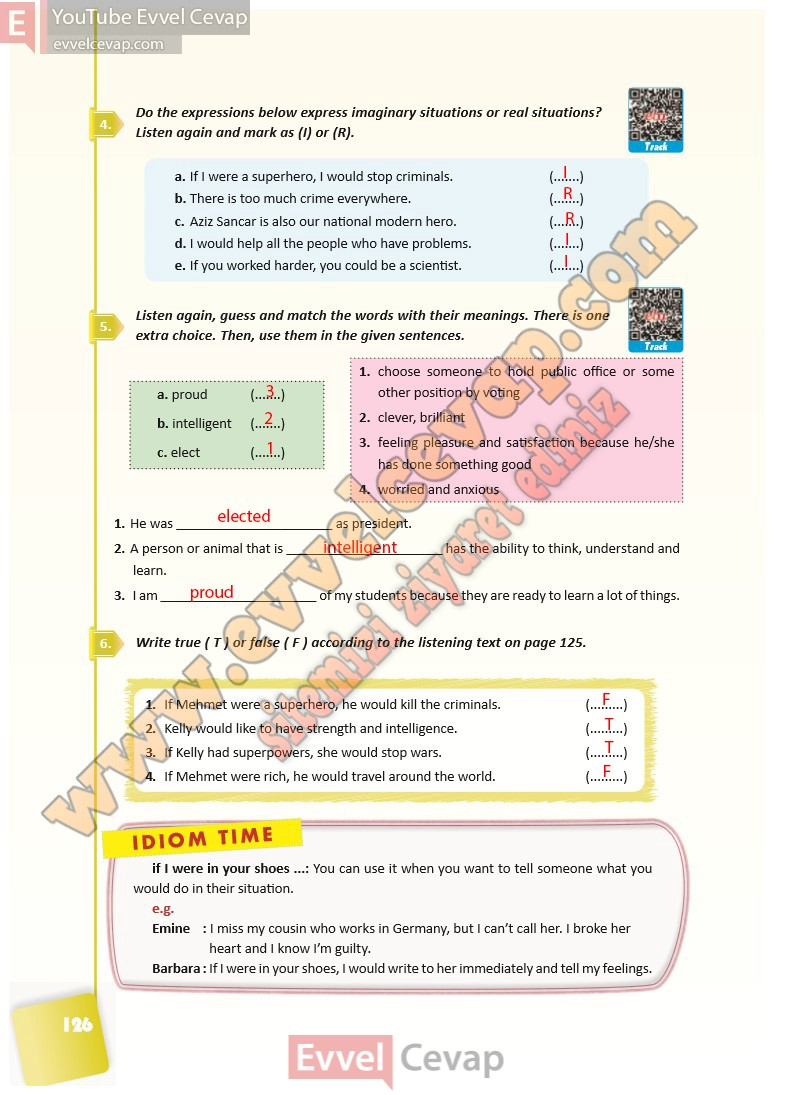 E YouTube Evvel Cevap
evvelcevap.com
4. Do the expressions below express imaginary situations or real situations?
Listen again and mark as (I) or (R).
Track
a. If I were a superhero, I would stop criminals. (...I...)
b. There is too much crime everywhere. (...R...)
c. Aziz Sancar is also our national modern hero. (...R...)
d. I would help all the people who have problems. (...I...)
e. If you worked harder, you could be a scientist. (...I...)
5. Listen again, guess and match the words with their meanings. There is one
extra choice. Then, use them in the given sentences.
Track
a. proud (...3...)
b. intelligent (...2...)
c. elect (...1...)
1. choose someone to hold public office or some
other position by voting
2. clever, brilliant
3. feeling pleasure and satisfaction because he/she
has done something good
4. worried and anxious
1. He was elected as president.
2. A person or animal that is intelligent has the ability to think, understand and
learn.
3. I am proud of my students because they are ready to learn a lot of things.
6. Write true ( T ) or false ( F ) according to the listening text on page 125.
1. If Mehmet were a superhero, he would kill the criminals. (...F...)
2. Kelly would like to have strength and intelligence. (...T...)
3. If Kelly had superpowers, she would stop wars. (...T...)
4. If Mehmet were rich, he would travel around the world. (...F...)
IDIOM TIME
if I were in your shoes ...: You can use it when you want to tell someone what you
would do in their situation.
e.g.
Emine : I miss my cousin who works in Germany, but I can't call her. I broke her
heart and I know I'm guilty.
Barbara : If I were in your shoes, I would write to her immediately and tell my feelings.
126
Evvel Cevap
www.evvelcevap.com
sitemizi ziyaret ediniz